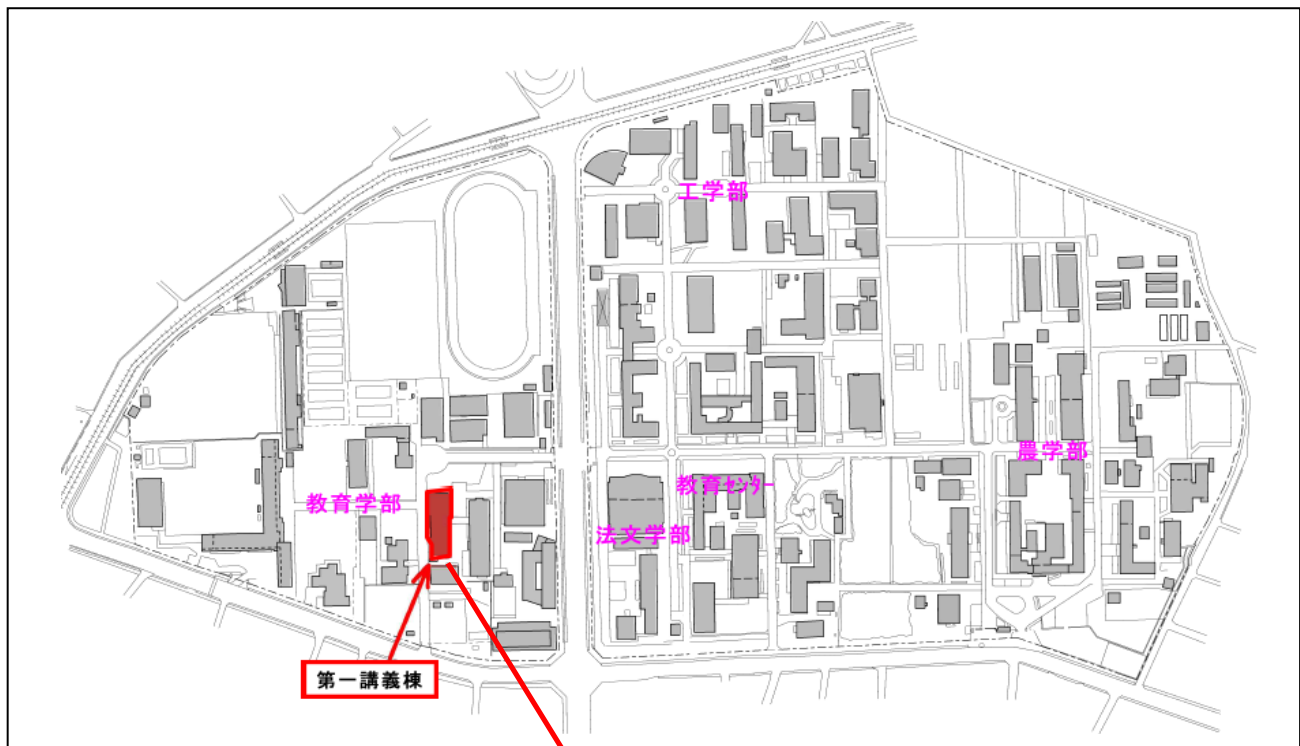 工学部
農学部
教育センター
教育学部
法文学部
第一講義棟